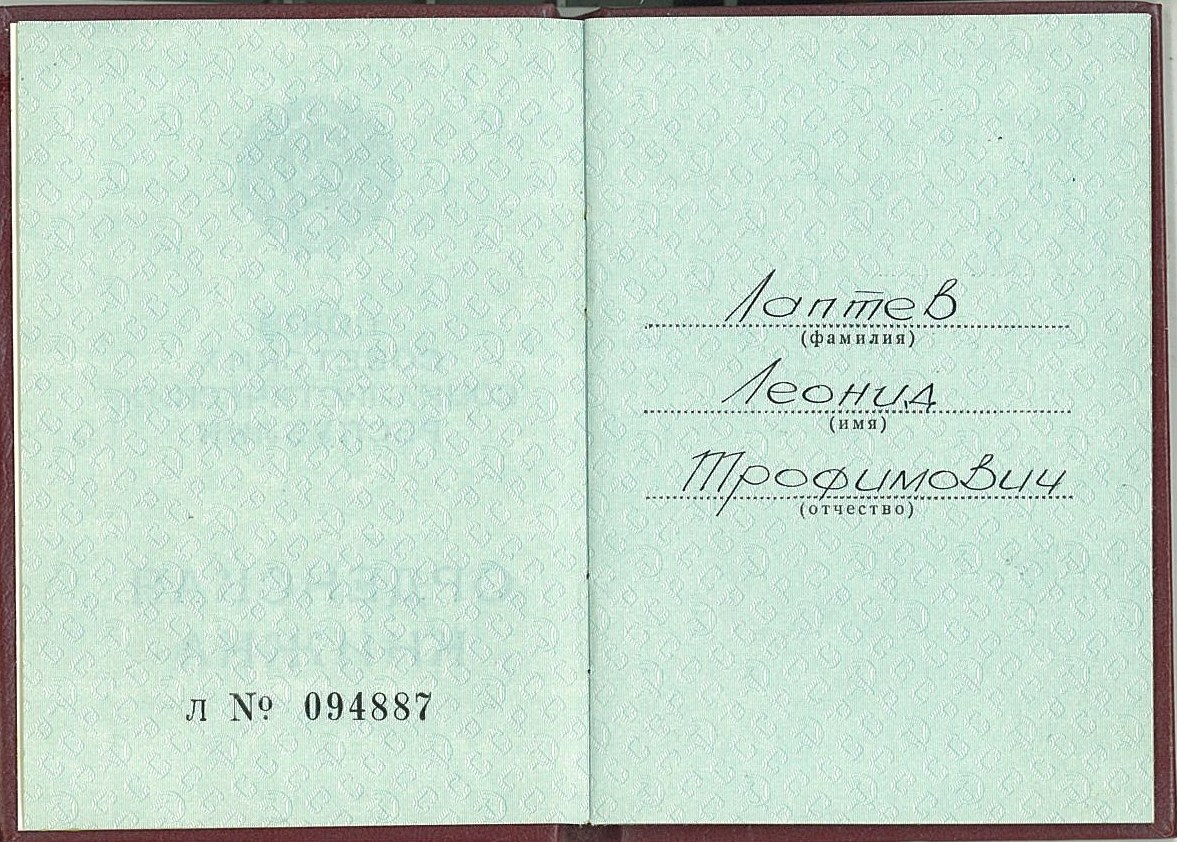 Л № 094887
Лаптев
(фамилия)
Леонид
(имя)
Трофимович
(отчество)